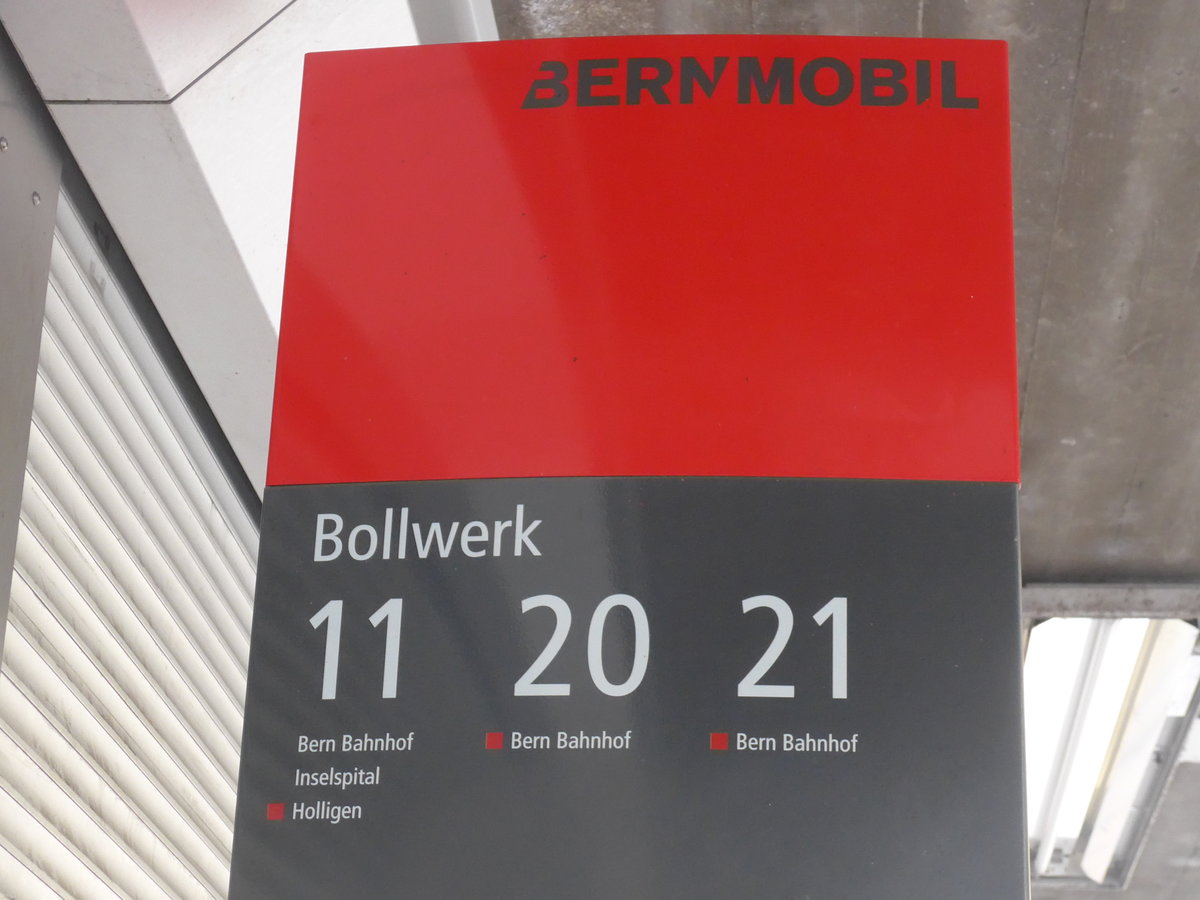 BERNMOBIL
Bollwerk
11 20 21
Bern Bahnhof Bern Bahnhof Bern Bahnhof
Inselspital
Holligen